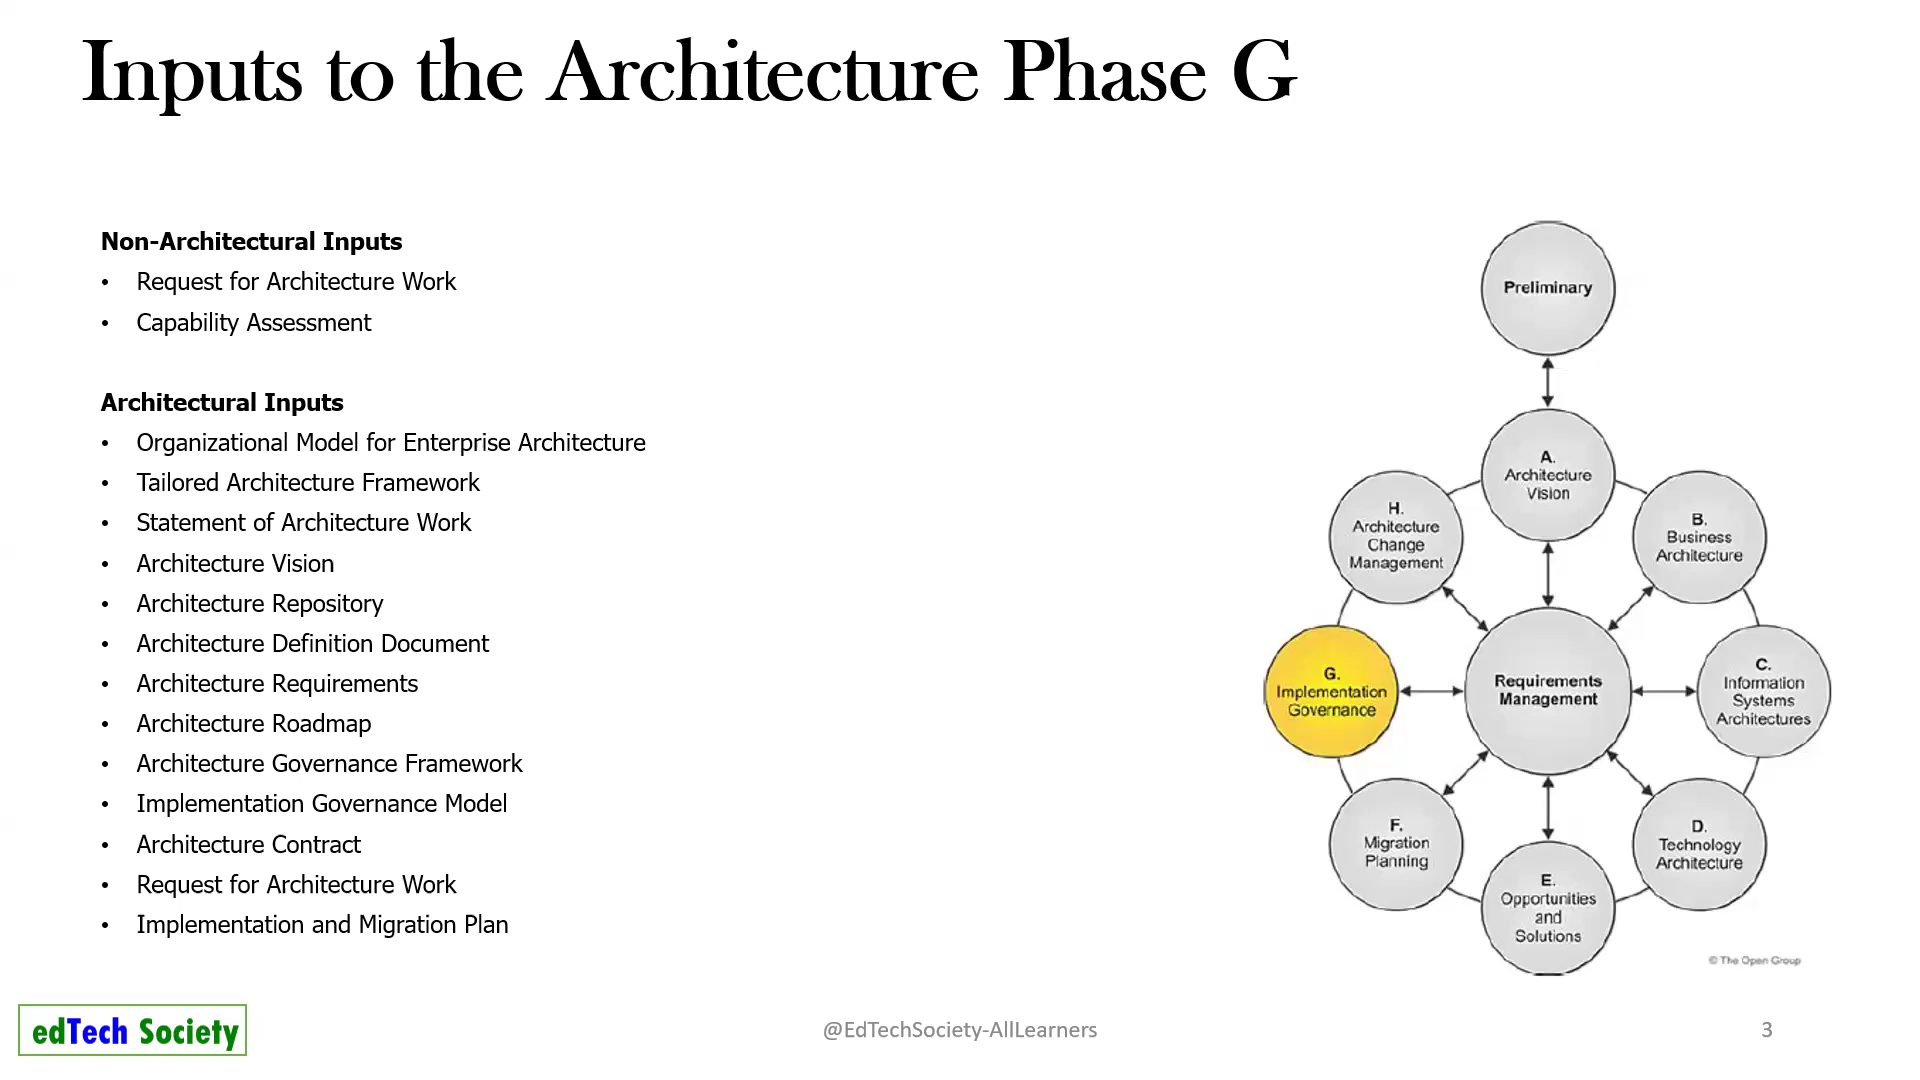 Inputs to the Architecture Phase G
Non-Architectural Inputs
• Request for Architecture Work
• Capability Assessment
Architectural Inputs
• Organizational Model for Enterprise Architecture
• Tailored Architecture Framework
• Statement of Architecture Work
• Architecture Vision
• Architecture Repository
• Architecture Definition Document
• Architecture Requirements
• Architecture Roadmap
• Architecture Governance Framework
• Implementation Governance Model
• Architecture Contract
• Request for Architecture Work
• Implementation and Migration Plan
Preliminary
A.
Architecture
Vision
H.
Architecture
Change
Management
B.
Business
Architecture
G.
Implementation
Governance
Requirements
Management
C.
Information
Systems
Architectures
F.
Migration
Planning
D.
Technology
Architecture
E.
Opportunities
and
Solutions
© The Open Group
edTech Society
@EdTechSociety-AllLearners
3